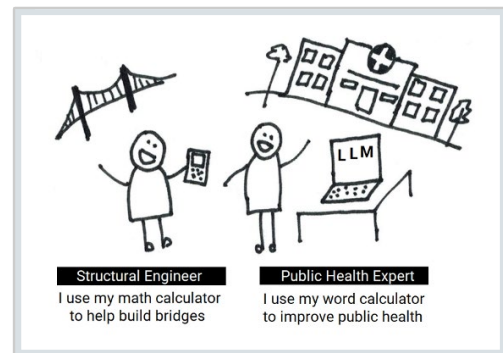 LLM
Structural Engineer
I use my math calculator
to help build bridges
Public Health Expert
I use my word calculator
to improve public health